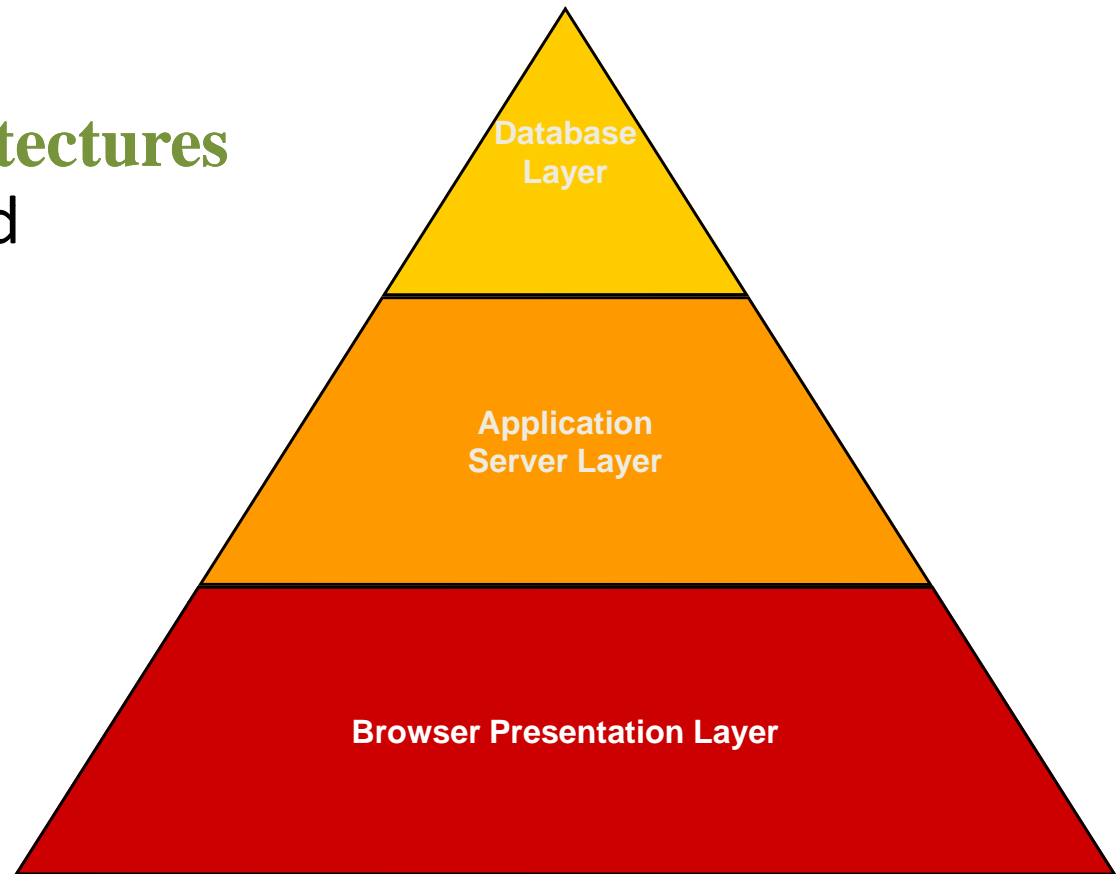 tectures
d
Database
Layer
Application
Server Layer
Browser Presentation Layer